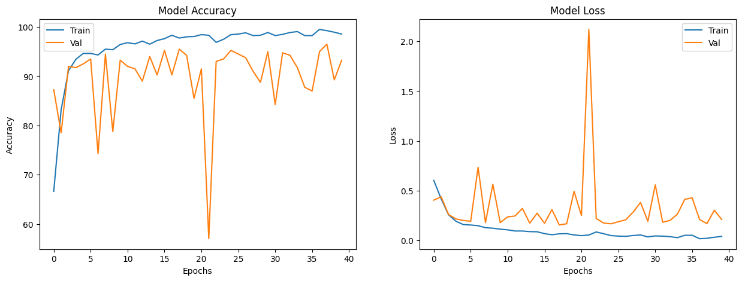 Model Accuracy
Train
Val
100
90
80
70
60
Accuracy
0 5 10 15 20 25 30 35 40
Epochs
Model Loss
Train
Val
2.0
1.5
1.0
0.5
0.0
Loss
0 5 10 15 20 25 30 35 40
Epochs